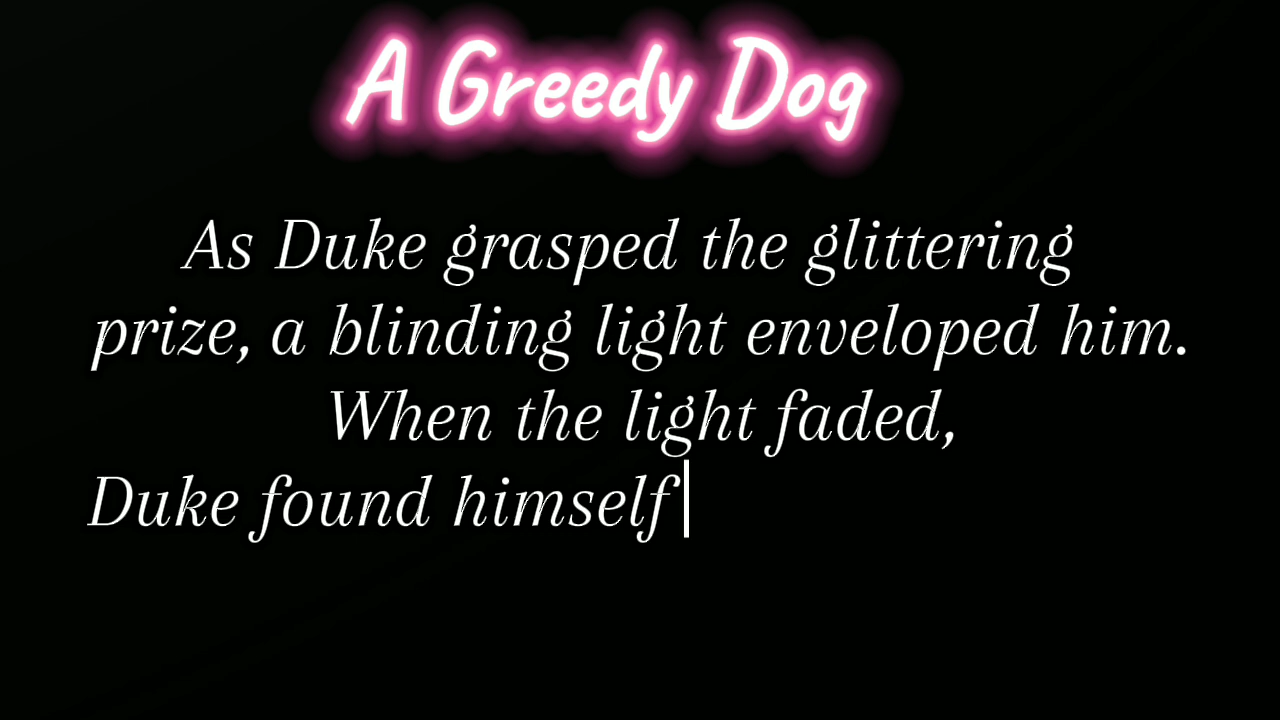 A Greedy Dog
As Duke grasped the glittering
prize, a blinding light enveloped him.
When the light faded,
Duke found himself